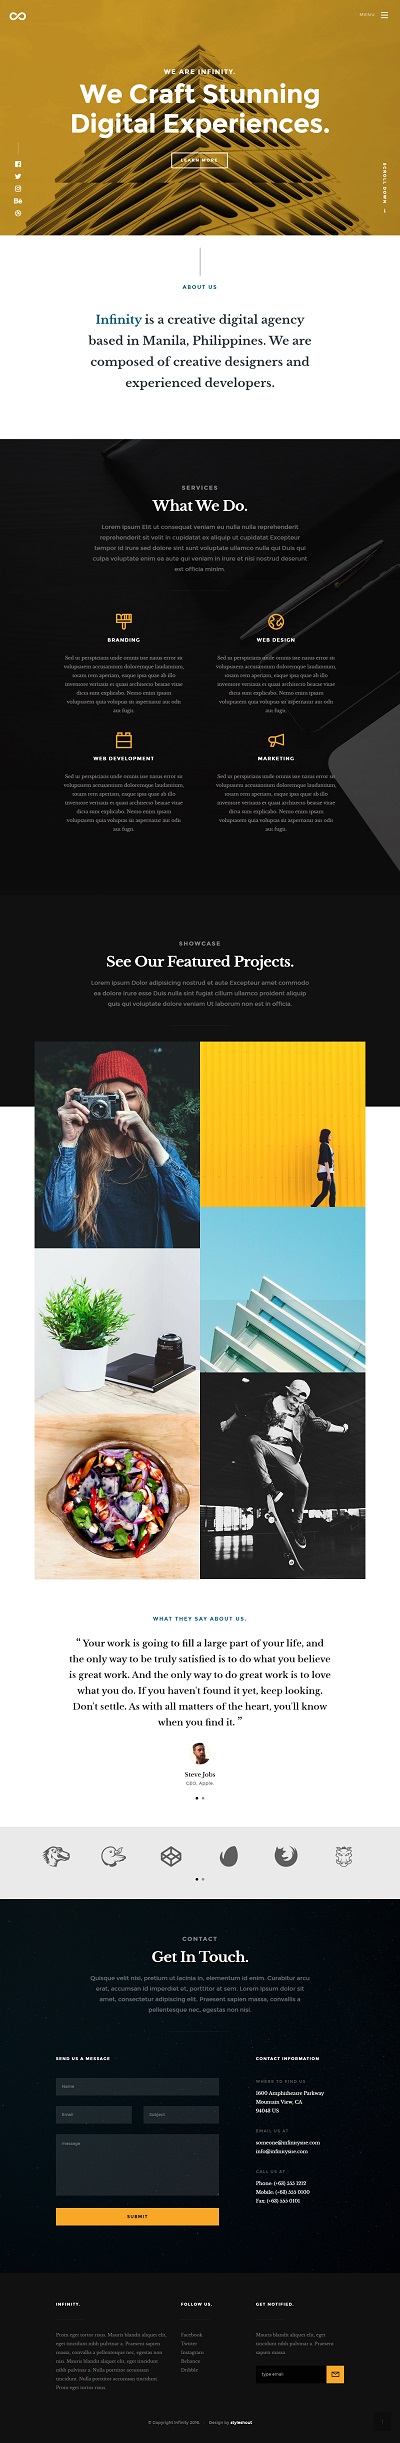 MENU
WE ARE INFINITY.
We Craft Stunning
Digital Experiences.
LEARN MORE
Bē
SCROLL DOWN
ABOUT US
Infinity is a creative digital agency
based in Manila, Philippines. We are
composed of creative designers and
experienced developers.
SERVICES
What We Do.
Lorem ipsum Elit ut consequat veniam eu nulla nulla reprehenderit
reprehenderit sit velit in cupidatat ex aliquip ut cupidatat Excepteur
tempor id irure sed dolore sint sunt voluptate ullamco nulla qui Duis qui
culpa voluptate enim ea aute qui veniam in irure et nisi nostrud deserunt
est officia minim.
BRANDING
Sed ut perspiciatis unde omnis iste natus error sit
voluptatem accusantium doloremque laudantium,
totam rem aperiam, eaque ipsa quae ab illo
inventore veritatis et quasi architecto beatae vitae
dicta sunt explicabo. Nemo enim ipsam
voluptatem quia voluptas sit aspernatur aut odit
aut fugit.
WEB DESIGN
Sed ut perspiciatis unde omnis iste natus error sit
voluptatem accusantium doloremque laudantium,
totam rem aperiam, eaque ipsa quae ab illo
inventore veritatis et quasi architecto beatae vitae
dicta sunt explicabo. Nemo enim ipsam
voluptatem quia voluptas sit aspernatur aut odit
aut fugit.
WEB DEVELOPMENT
Sed ut perspiciatis unde omnis iste natus error sit
voluptatem accusantium doloremque laudantium,
totam rem aperiam, eaque ipsa quae ab illo
inventore veritatis et quasi architecto beatae vitae
dicta sunt explicabo. Nemo enim ipsam
voluptatem quia voluptas sit aspernatur aut odit
aut fugit.
MARKETING
Sed ut perspiciatis unde omnis iste natus error sit
voluptatem accusantium doloremque laudantium,
totam rem aperiam, eaque ipsa quae ab illo
inventore veritatis et quasi architecto beatae vitae
dicta sunt explicabo. Nemo enim ipsam
voluptatem quia voluptas sit aspernatur aut odit
aut fugit.
SHOWCASE
See Our Featured Projects.
Lorem ipsum Dolor adipisicing nostrud et aute Excepteur amet commodo
ea dolore irure esse Duis nulla sint fugiat cillum ullamco proident aliquip
quis qui voluptate dolore veniam Ut laborum non est in officia.
WHAT THEY SAY ABOUT US.
“ Your work is going to fill a large part of your life, and
the only way to be truly satisfied is to do what you believe
is great work. And the only way to do great work is to love
what you do. If you haven't found it yet, keep looking.
Don't settle. As with all matters of the heart, you'll know
when you find it. ”
Steve Jobs
CEO, Apple.
CONTACT
Get In Touch.
Quisque velit nisi, pretium ut lacinia in, elementum id enim. Curabitur arcu
erat, accumsan id imperdiet et, porttitor at sem. Lorem ipsum dolor sit
amet, consectetur adipiscing elit. Praesent sapien massa, convallis a
pellentesque nec, egestas non nisi.
SEND US A MESSAGE
Name
Email
Subject
message
SUBMIT
CONTACT INFORMATION
WHERE TO FIND US
1600 Amphitheatre Parkway
Mountain View, CA
94043 US
EMAIL US AT
someone@infinitysite.com
info@infinitysite.com
CALL US AT
Phone: (+63) 555 1212
Mobile: (+63) 555 0100
Fax: (+63) 555 0101
INFINITY.
Proin eget tortor risus. Mauris blandit aliquet elit,
eget tincidunt nibh pulvinar a. Praesent sapien
massa, convallis a pellentesque nec, egestas non
nisi. Mauris blandit aliquet elit, eget tincidunt
nibh pulvinar a. Nulla porttitor accumsan
tincidunt. Nulla porttitor accumsan tincidunt.
Proin eget tortor risus.
FOLLOW US.
Facebook
Twitter
Instagram
Behance
Dribbble
GET NOTIFIED.
Mauris blandit aliquet elit, eget
tincidunt nibh pulvinar a. Praesent
sapien massa.
type email
© Copyright Infinity 2016.
Design by styleshout